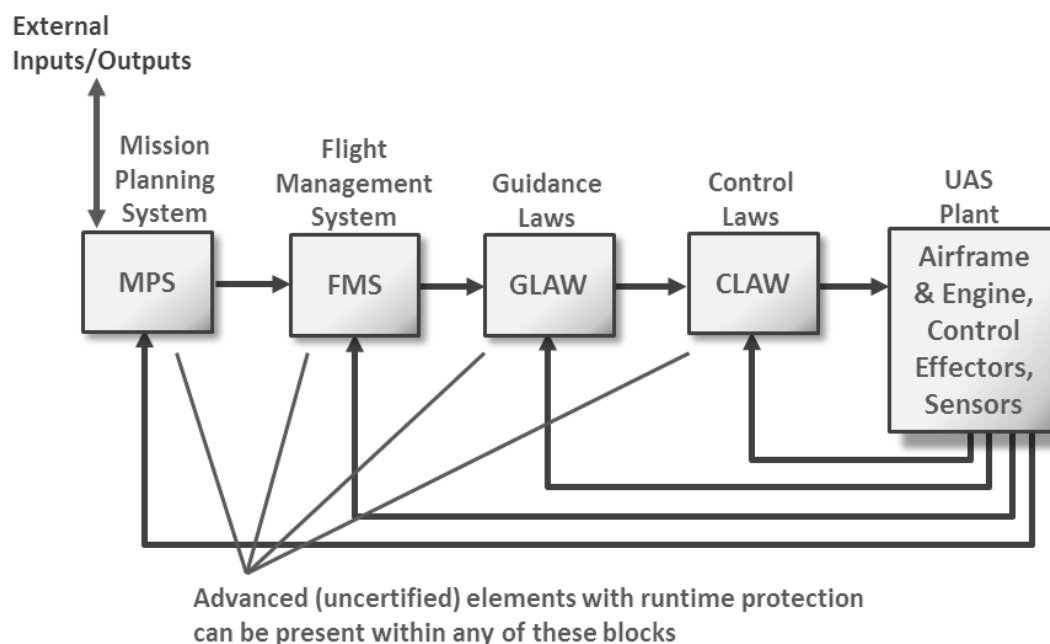 External
Inputs/Outputs
Mission
Planning
System
Flight
Management
System
Guidance
Laws
Control
Laws
UAS
Plant
MPS
FMS
GLAW
CLAW
Airframe
& Engine,
Control
Effectors,
Sensors
Advanced (uncertified) elements with runtime protection
can be present within any of these blocks